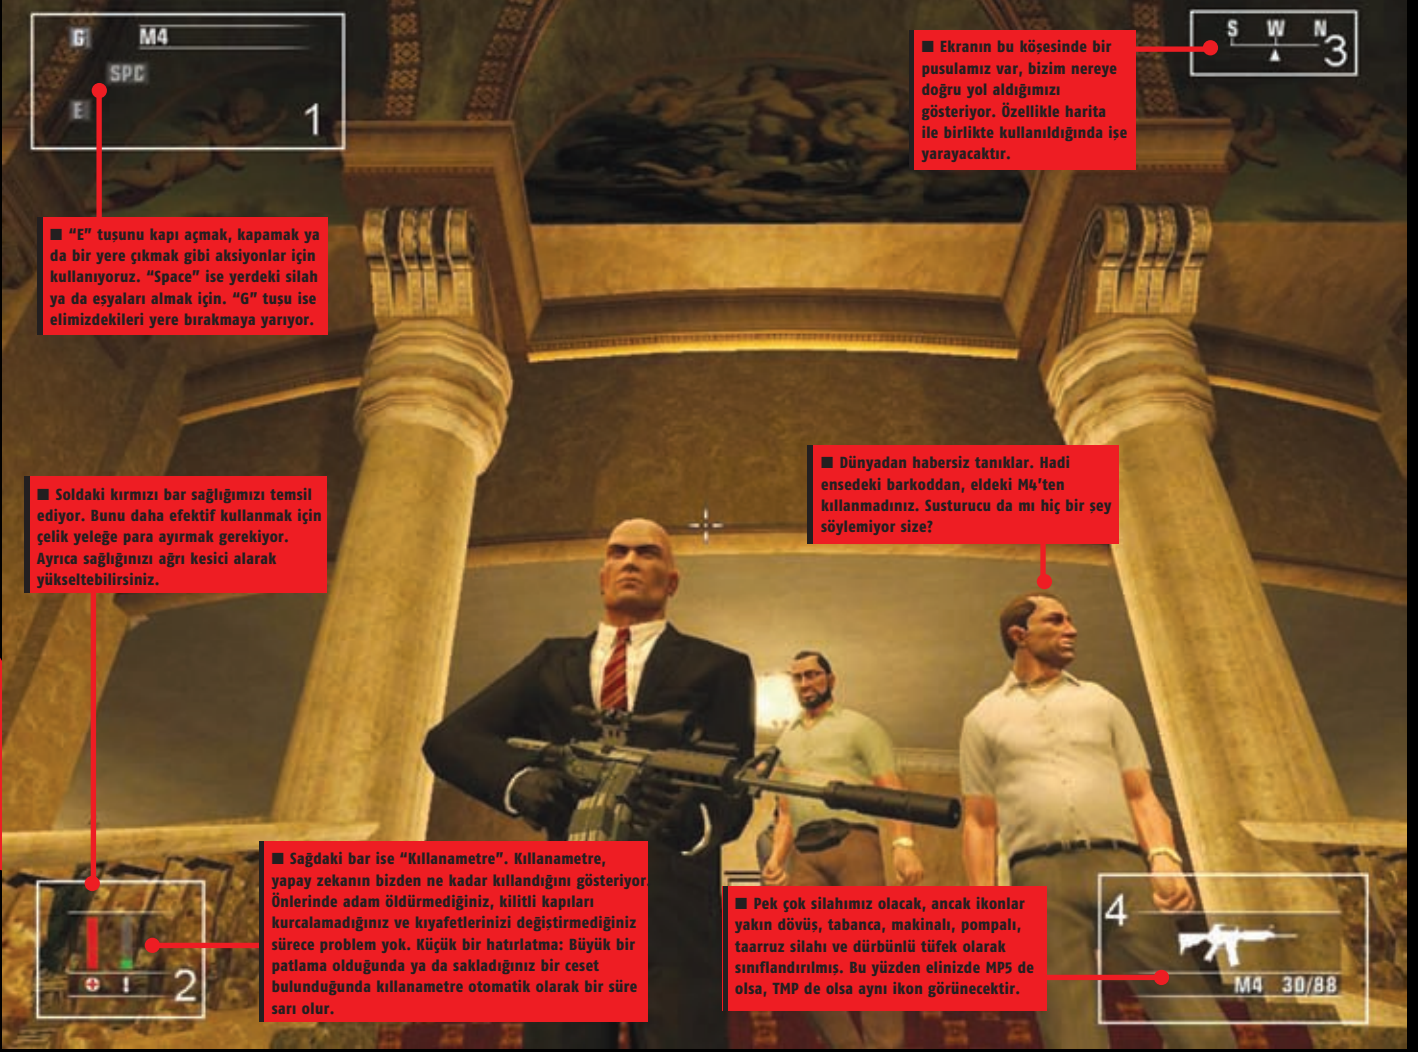 G M4
SPC
E
1
S W N
3
■ Ekranın bu köşesinde bir
pusulamız var, bizim nereye
doğru yol aldığımızı
gösteriyor. Özellikle harita
ile birlikte kullanıldığında işe
yarayacaktır.
■ “E” tuşunu kapı açmak, kapamak ya
da bir yere çıkmak gibi aksiyonlar için
kullanıyoruz. “Space” ise yerdeki silah
ya da eşyaları almak için. “G” tuşu ise
elimizdekileri yere bırakmaya yarıyor.
■ Dünyadan habersiz tanıklar. Hadi
ensedeki barkoddan, eldeki M4’ten
kıllanmadınız. Susturucu da mı hiç bir şey
söylemiyor size?
■ Soldaki kırmızı bar sağlığımızı temsil
ediyor. Bunu daha efektif kullanmak için
çelik yeleğe para ayırmak gerekiyor.
Ayrıca sağlığınızı ağrı kesici alarak
yükseltebilirsiniz.
■ Sağdaki bar ise “Kıllanametre”. Kıllanametre,
yapay zekanın bizden ne kadar kıllandığını gösteriyor.
Önlerinde adam öldürmediğiniz, kilitli kapıları
kurcalamadığınız ve kıyafetlerinizi değiştirmediğiniz
sürece problem yok. Küçük bir hatırlatma: Büyük bir
patlama olduğunda ya da sakladığınız bir ceset
bulunduğunda kıllanametre otomatik olarak bir süre
sarı olur.
! 2
■ Pek çok silahımız olacak, ancak ikonlar
yakın dövüş, tabanca, makinalı, pompalı,
taarruz silahı ve dürbünlü tüfek olarak
sınıflandırılmış. Bu yüzden elinizde MP5 de
olsa, TMP de olsa aynı ikon görünecektir.
4
M4 30/88